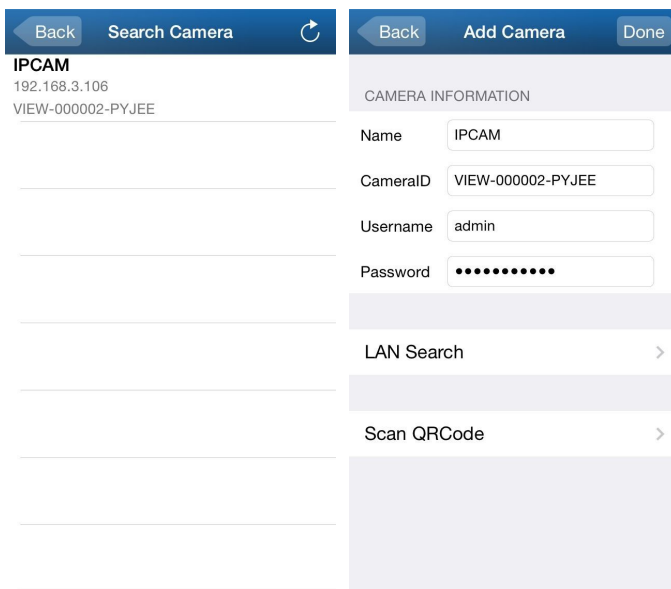 Back Search Camera
IPCAM
192.168.3.106
VIEW-000002-PYJEE
Back Add Camera Done
CAMERA INFORMATION
Name IPCAM
CameraID VIEW-000002-PYJEE
Username admin
Password •••••••••••
LAN Search
Scan QRCode